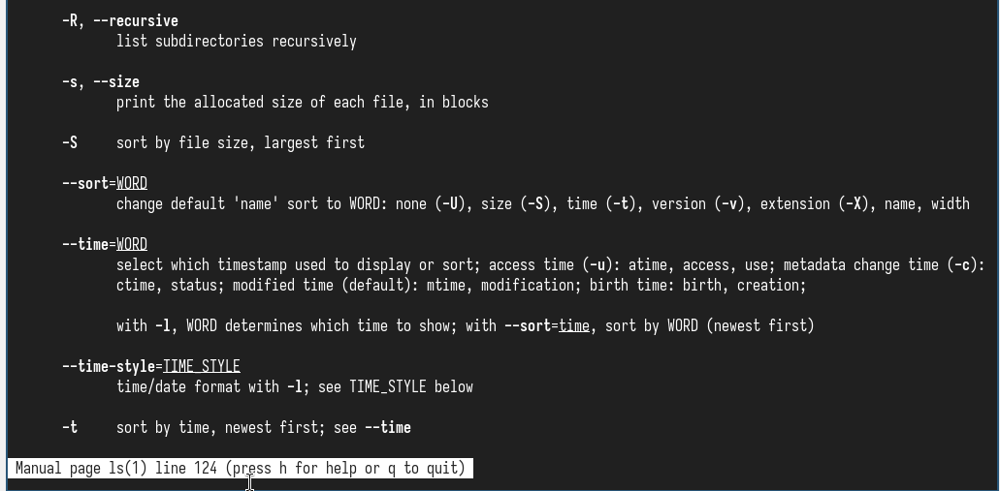 -R, --recursive
list subdirectories recursively
-s, --size
print the allocated size of each file, in blocks
-S sort by file size, largest first
--sort=WORD
change default 'name' sort to WORD: none (-U), size (-S), time (-t), version (-v), extension (-X), name, width
--time=WORD
select which timestamp used to display or sort; access time (-u): atime, access, use; metadata change time (-c):
ctime, status; modified time (default): mtime, modification; birth time: birth, creation;
with -l, WORD determines which time to show; with --sort=time, sort by WORD (newest first)
--time-style=TIME_STYLE
time/date format with -l; see TIME_STYLE below
-t sort by time, newest first; see --time
Manual page ls(1) line 124 (press h for help or q to quit)